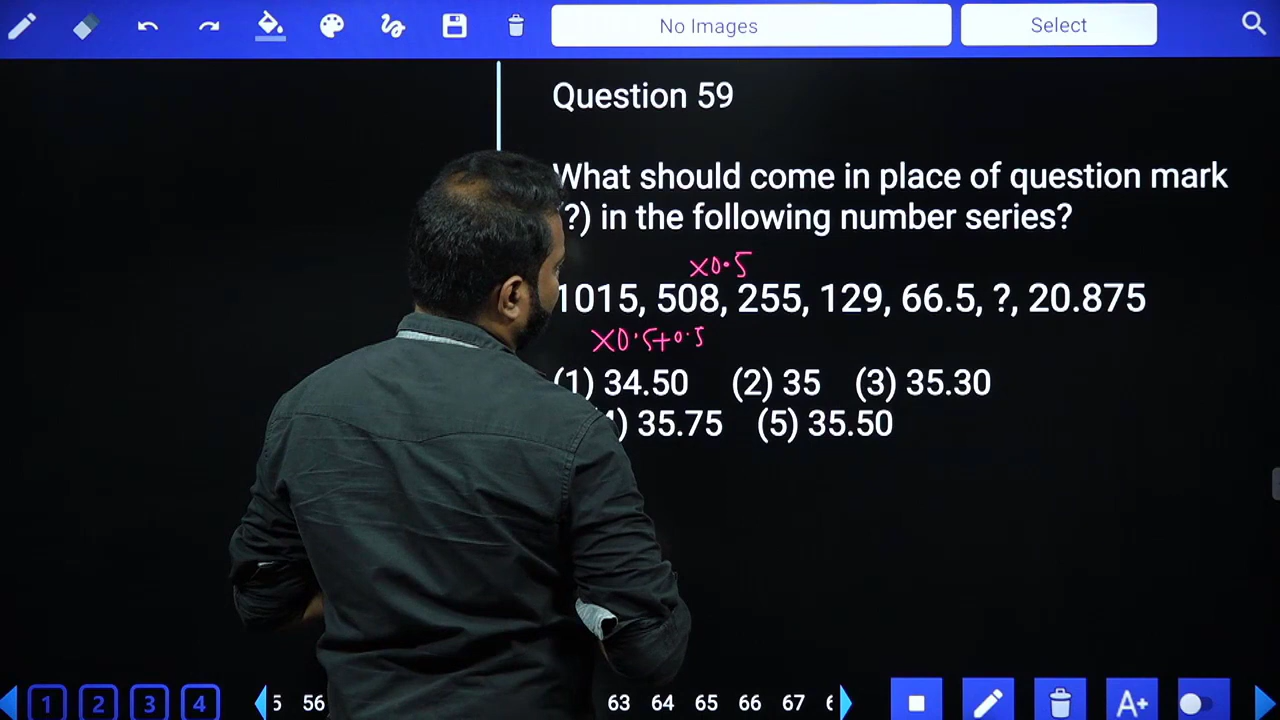 No Images
Select
Question 59
What should come in place of question mark
?) in the following number series?
×0.5
1015, 508, 255, 129, 66.5, ?, 20.875
×0.5+0.5
(1) 34.50 (2) 35 (3) 35.30
) 35.75 (5) 35.50
1 2 3 4
5 56 63 64 65 66 67
A+